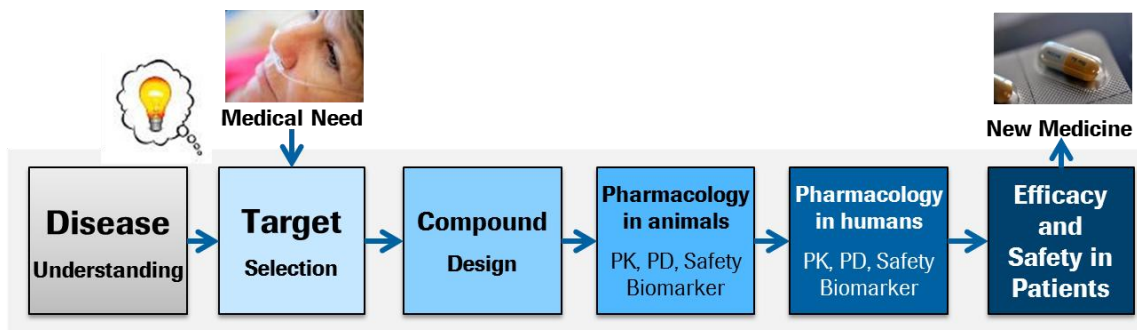 Medical Need
New Medicine
Disease
Understanding
Target
Selection
Compound
Design
Pharmacology
in animals
PK, PD, Safety
Biomarker
Pharmacology
in humans
PK, PD, Safety
Biomarker
Efficacy
and
Safety in
Patients